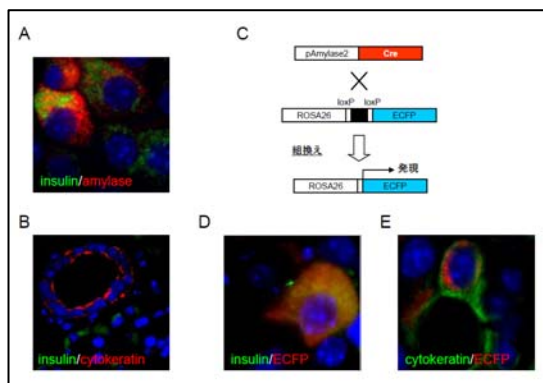 A
insulin/amylase
B
insulin/cytokeratin
C
pAmylase2 Cre
loxP loxP
ROSA26 ECFP
組換え
発現
ROSA26 ECFP
D
insulin/ECFP
E
cytokeratin/ECFP